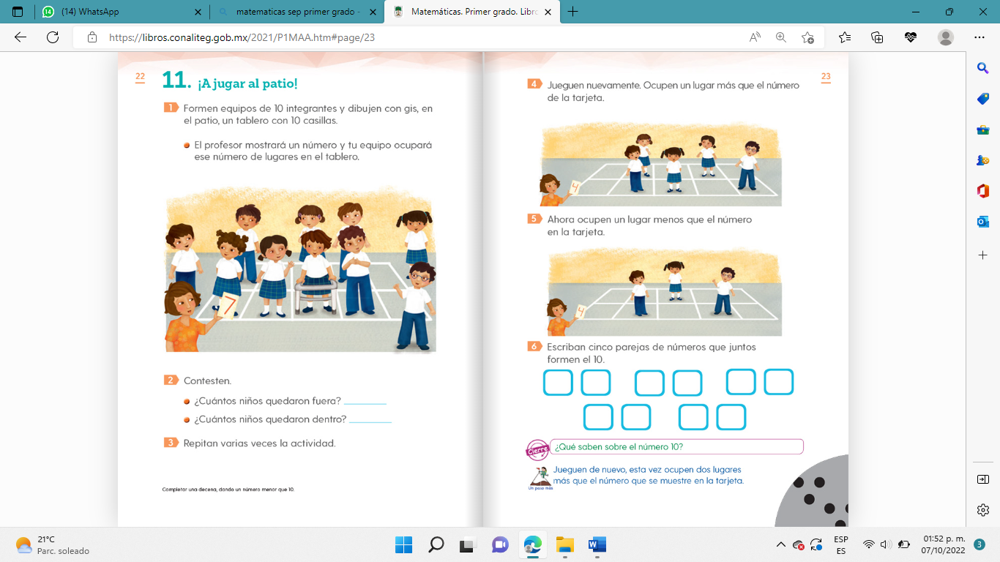 (14) WhatsApp
matematicas sep primer grado -
Matemáticas. Primer grado. Libro
https://libros.conaliteg.gob.mx/2021/P1MAA.htm#page/23
22
11. ¡A jugar al patio!
1 Formen equipos de 10 integrantes y dibujen con gis, en
el patio, un tablero con 10 casillas.
El profesor mostrará un número y tu equipo ocupará
ese número de lugares en el tablero.
7
2 Contesten.
¿Cuántos niños quedaron fuera?
¿Cuántos niños quedaron dentro?
3 Repitan varias veces la actividad.
Completar una decena, dando un número menor que 10.
23
4 Jueguen nuevamente. Ocupen un lugar más que el número
de la tarjeta.
4
5 Ahora ocupen un lugar menos que el número
en la tarjeta.
4
6 Escriban cinco parejas de números que juntos
formen el 10.
Cierre
¿Qué saben sobre el número 10?
Un paso más
Jueguen de nuevo, esta vez ocupen dos lugares
más que el número que se muestre en la tarjeta.
21°C
Parc. soleado
ESP
ES
01:52 p. m.
07/10/2022
3